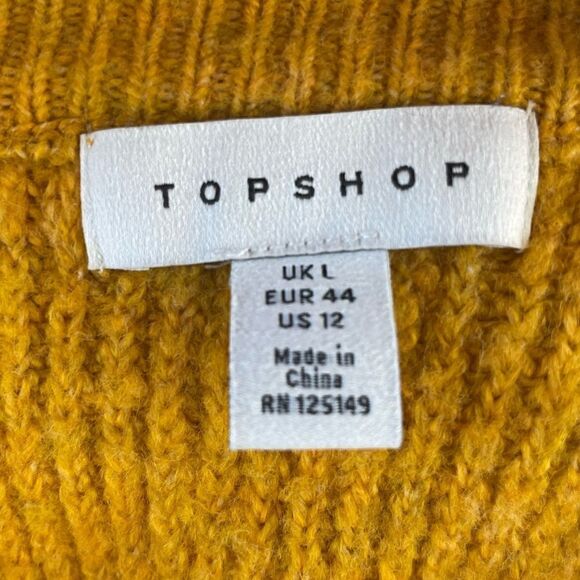 TOPSHOP
UK L
EUR 44
US 12
Made in
China
RN 125149